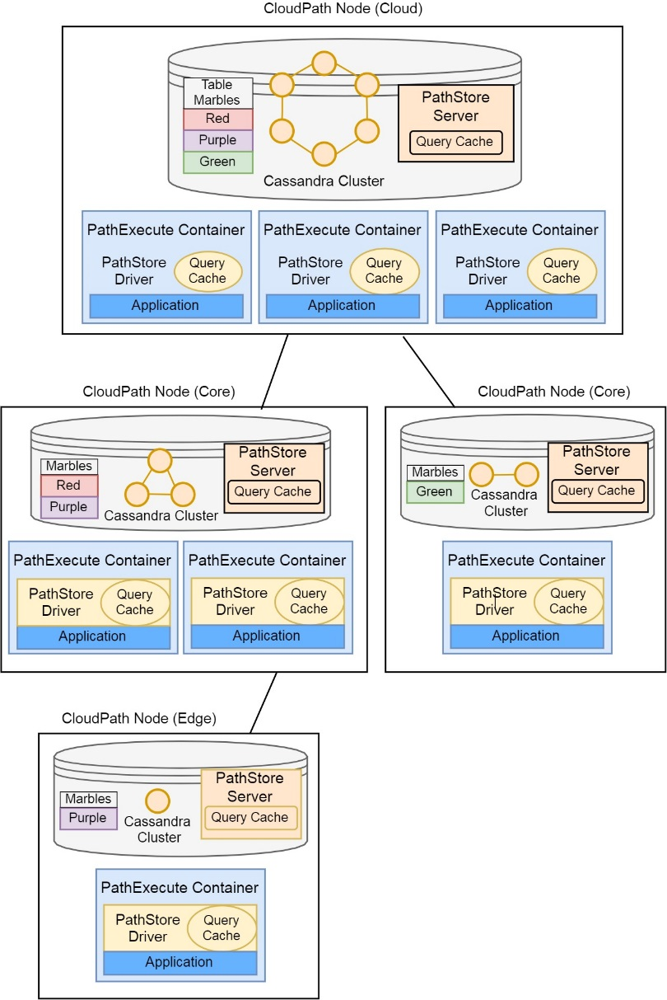 CloudPath Node (Cloud)
Table
Marbles
Red
Purple
Green
Cassandra Cluster
PathStore
Server
Query Cache
PathExecute Container
PathStore
Driver
Query
Cache
Application
PathExecute Container
PathStore
Driver
Query
Cache
Application
PathExecute Container
PathStore
Driver
Query
Cache
Application
CloudPath Node (Core)
Marbles
Red
Purple
Cassandra Cluster
PathStore
Server
Query Cache
PathExecute Container
PathStore
Driver
Query
Cache
Application
PathExecute Container
PathStore
Driver
Query
Cache
Application
CloudPath Node (Core)
Marbles
Green
Cassandra
Cluster
PathStore
Server
Query Cache
PathExecute Container
PathStore
Driver
Query
Cache
Application
CloudPath Node (Edge)
Marbles
Purple
Cassandra
Cluster
PathStore
Server
Query Cache
PathExecute Container
PathStore
Driver
Query
Cache
Application